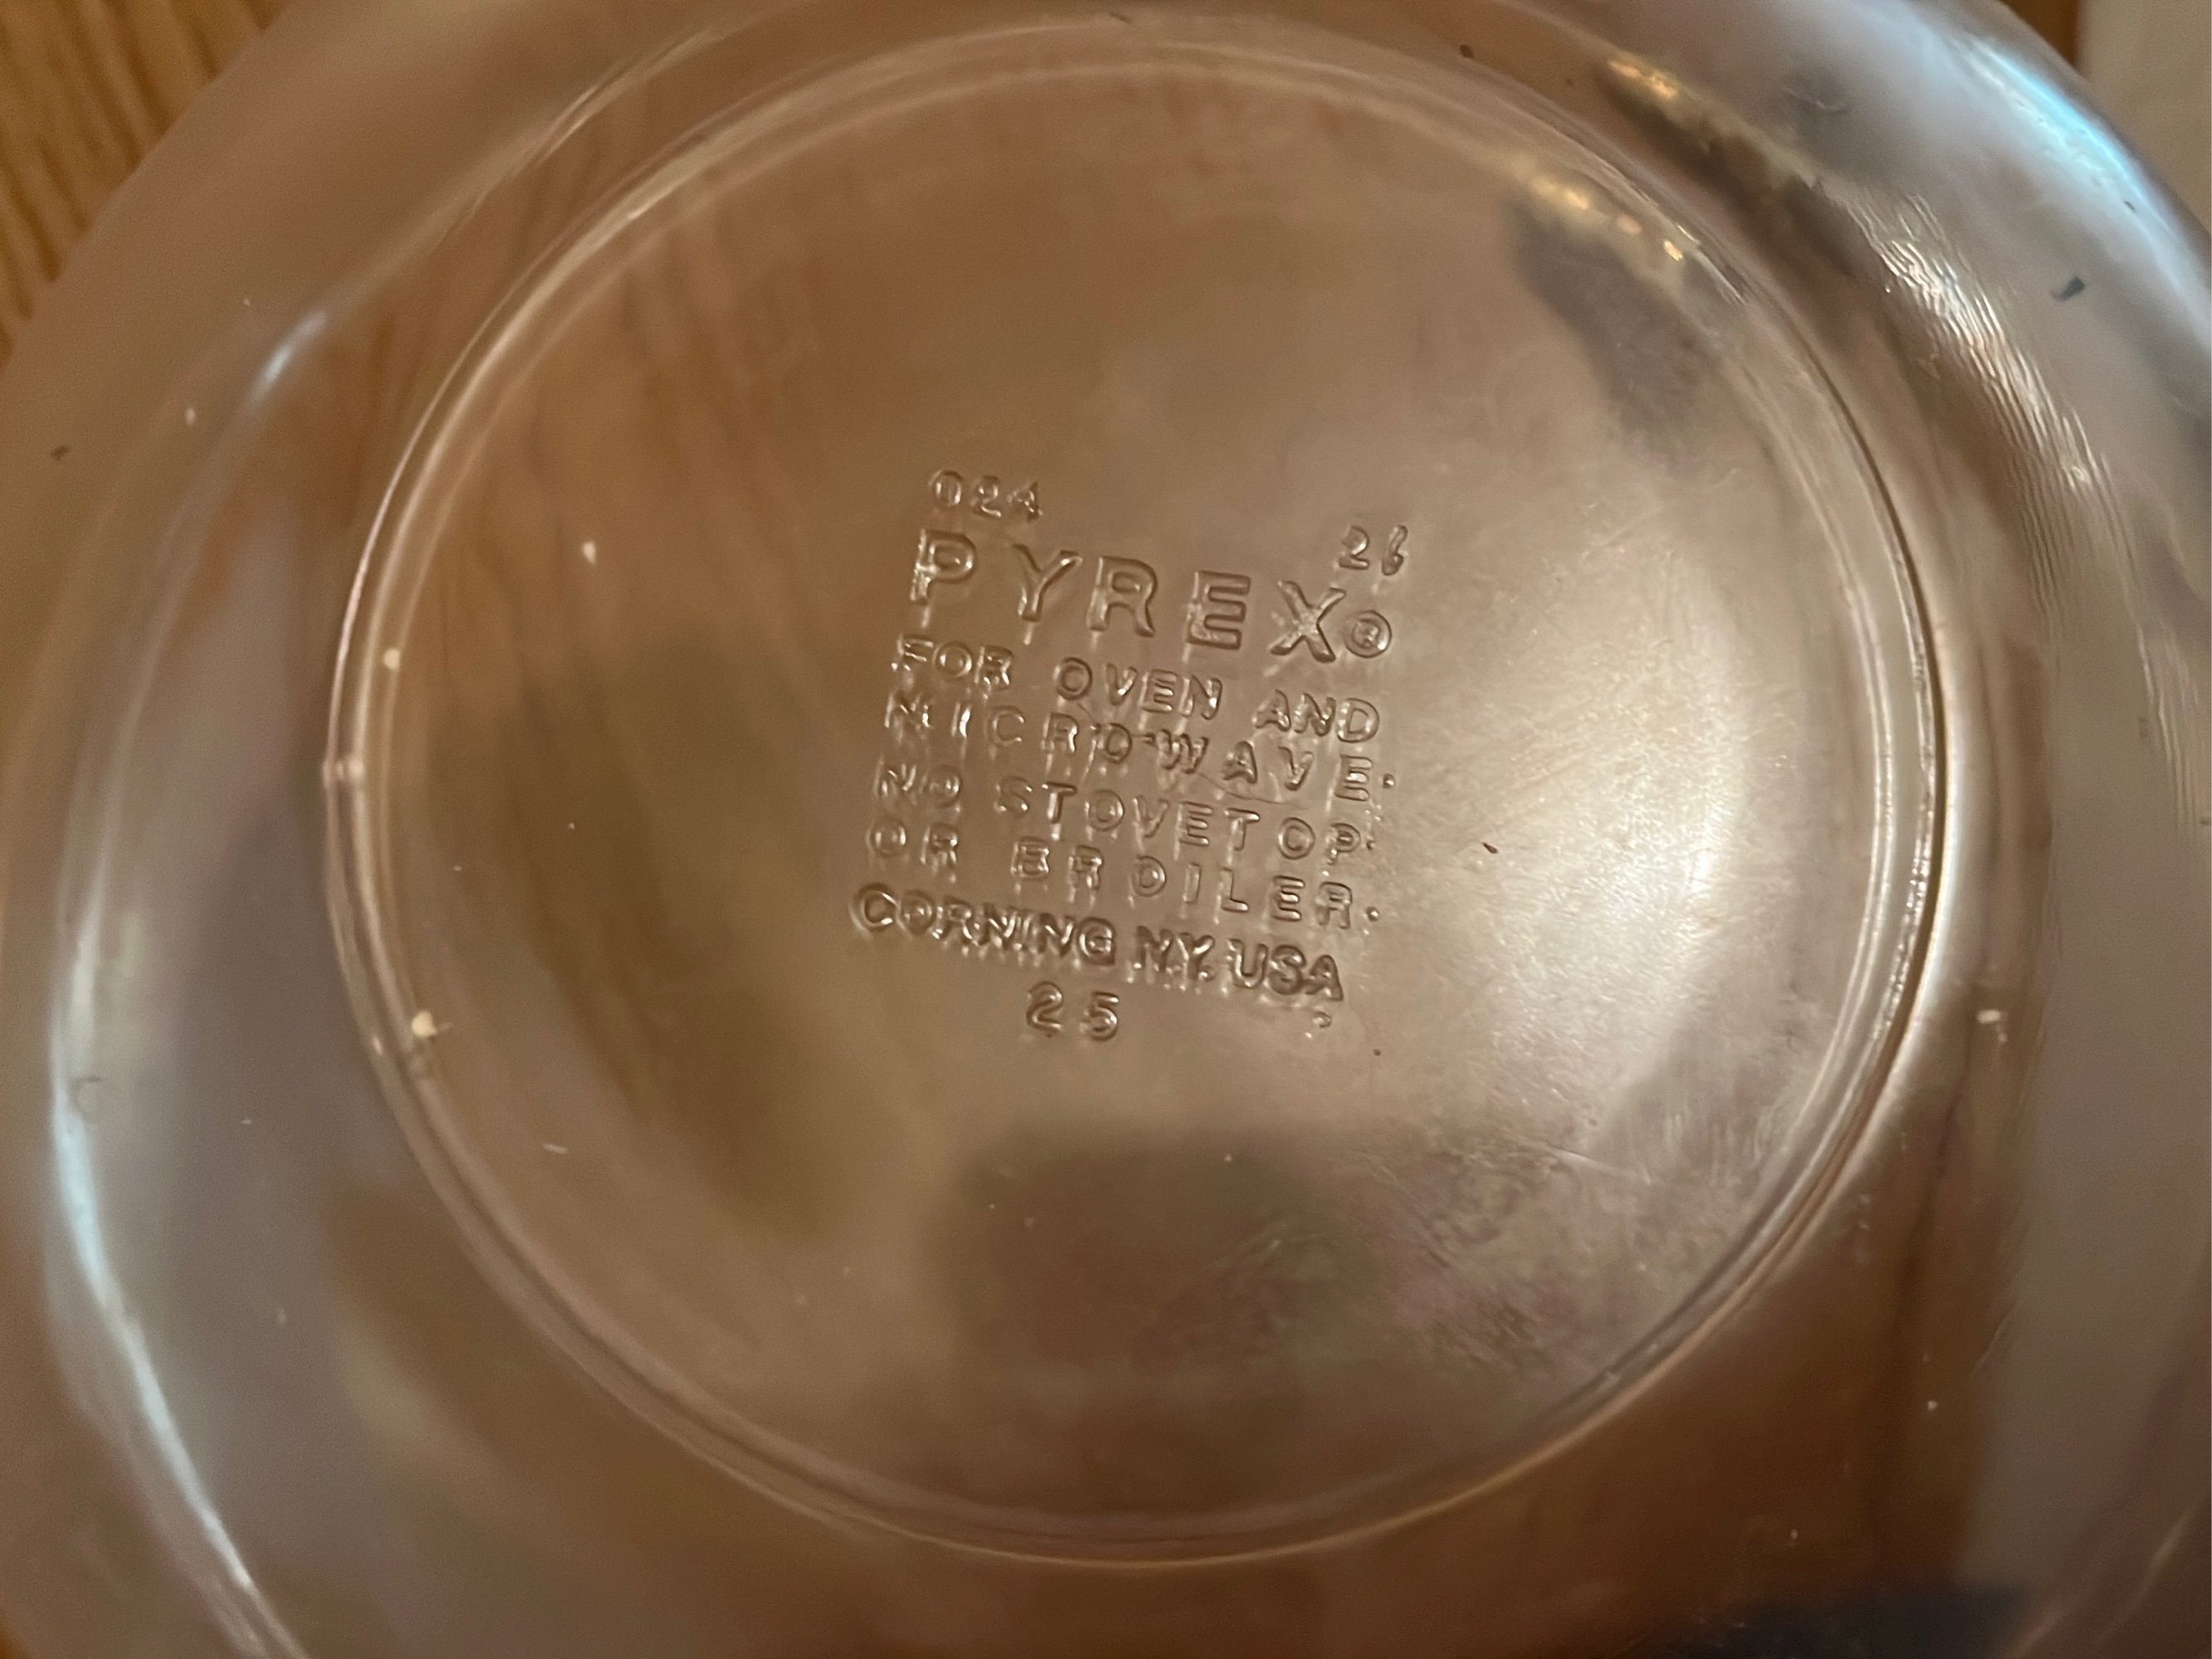 024
26
PYREX®
FOR OVEN AND
MICROWAVE.
NO STOVETOP
OR BROILER.
CORNING N.Y. USA
25